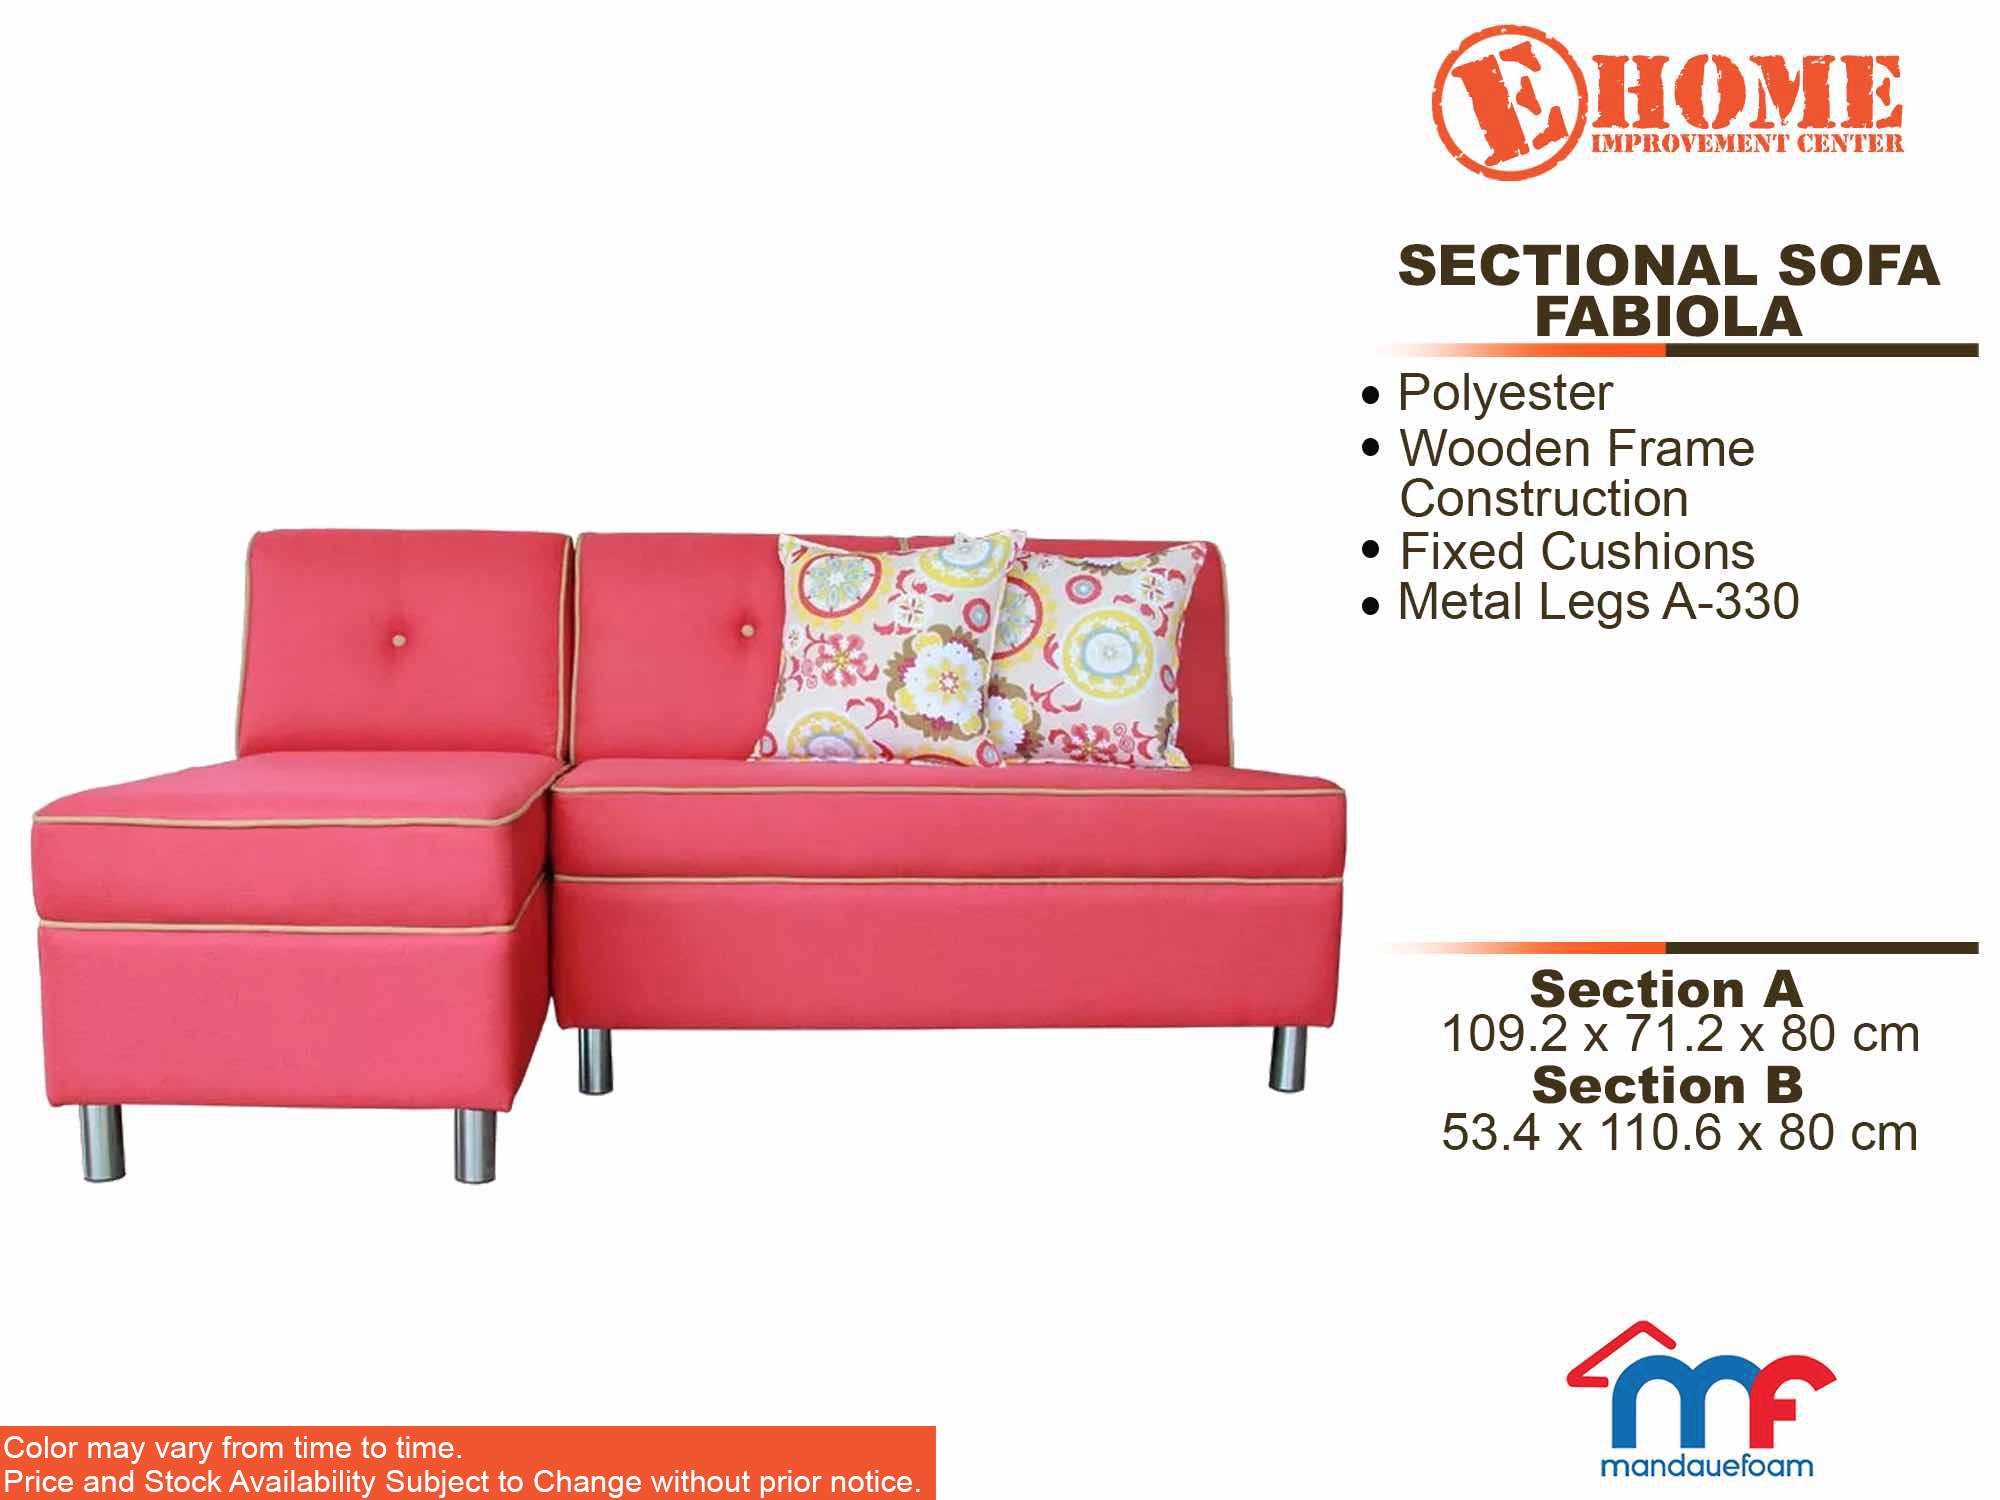 E HOME
IMPROVEMENT CENTER
SECTIONAL SOFA
FABIOLA
• Polyester
• Wooden Frame
Construction
• Fixed Cushions
• Metal Legs A-330
Section A
109.2 x 71.2 x 80 cm
Section B
53.4 x 110.6 x 80 cm
mf
mandauefoam
Color may vary from time to time.
Price and Stock Availability Subject to Change without prior notice.